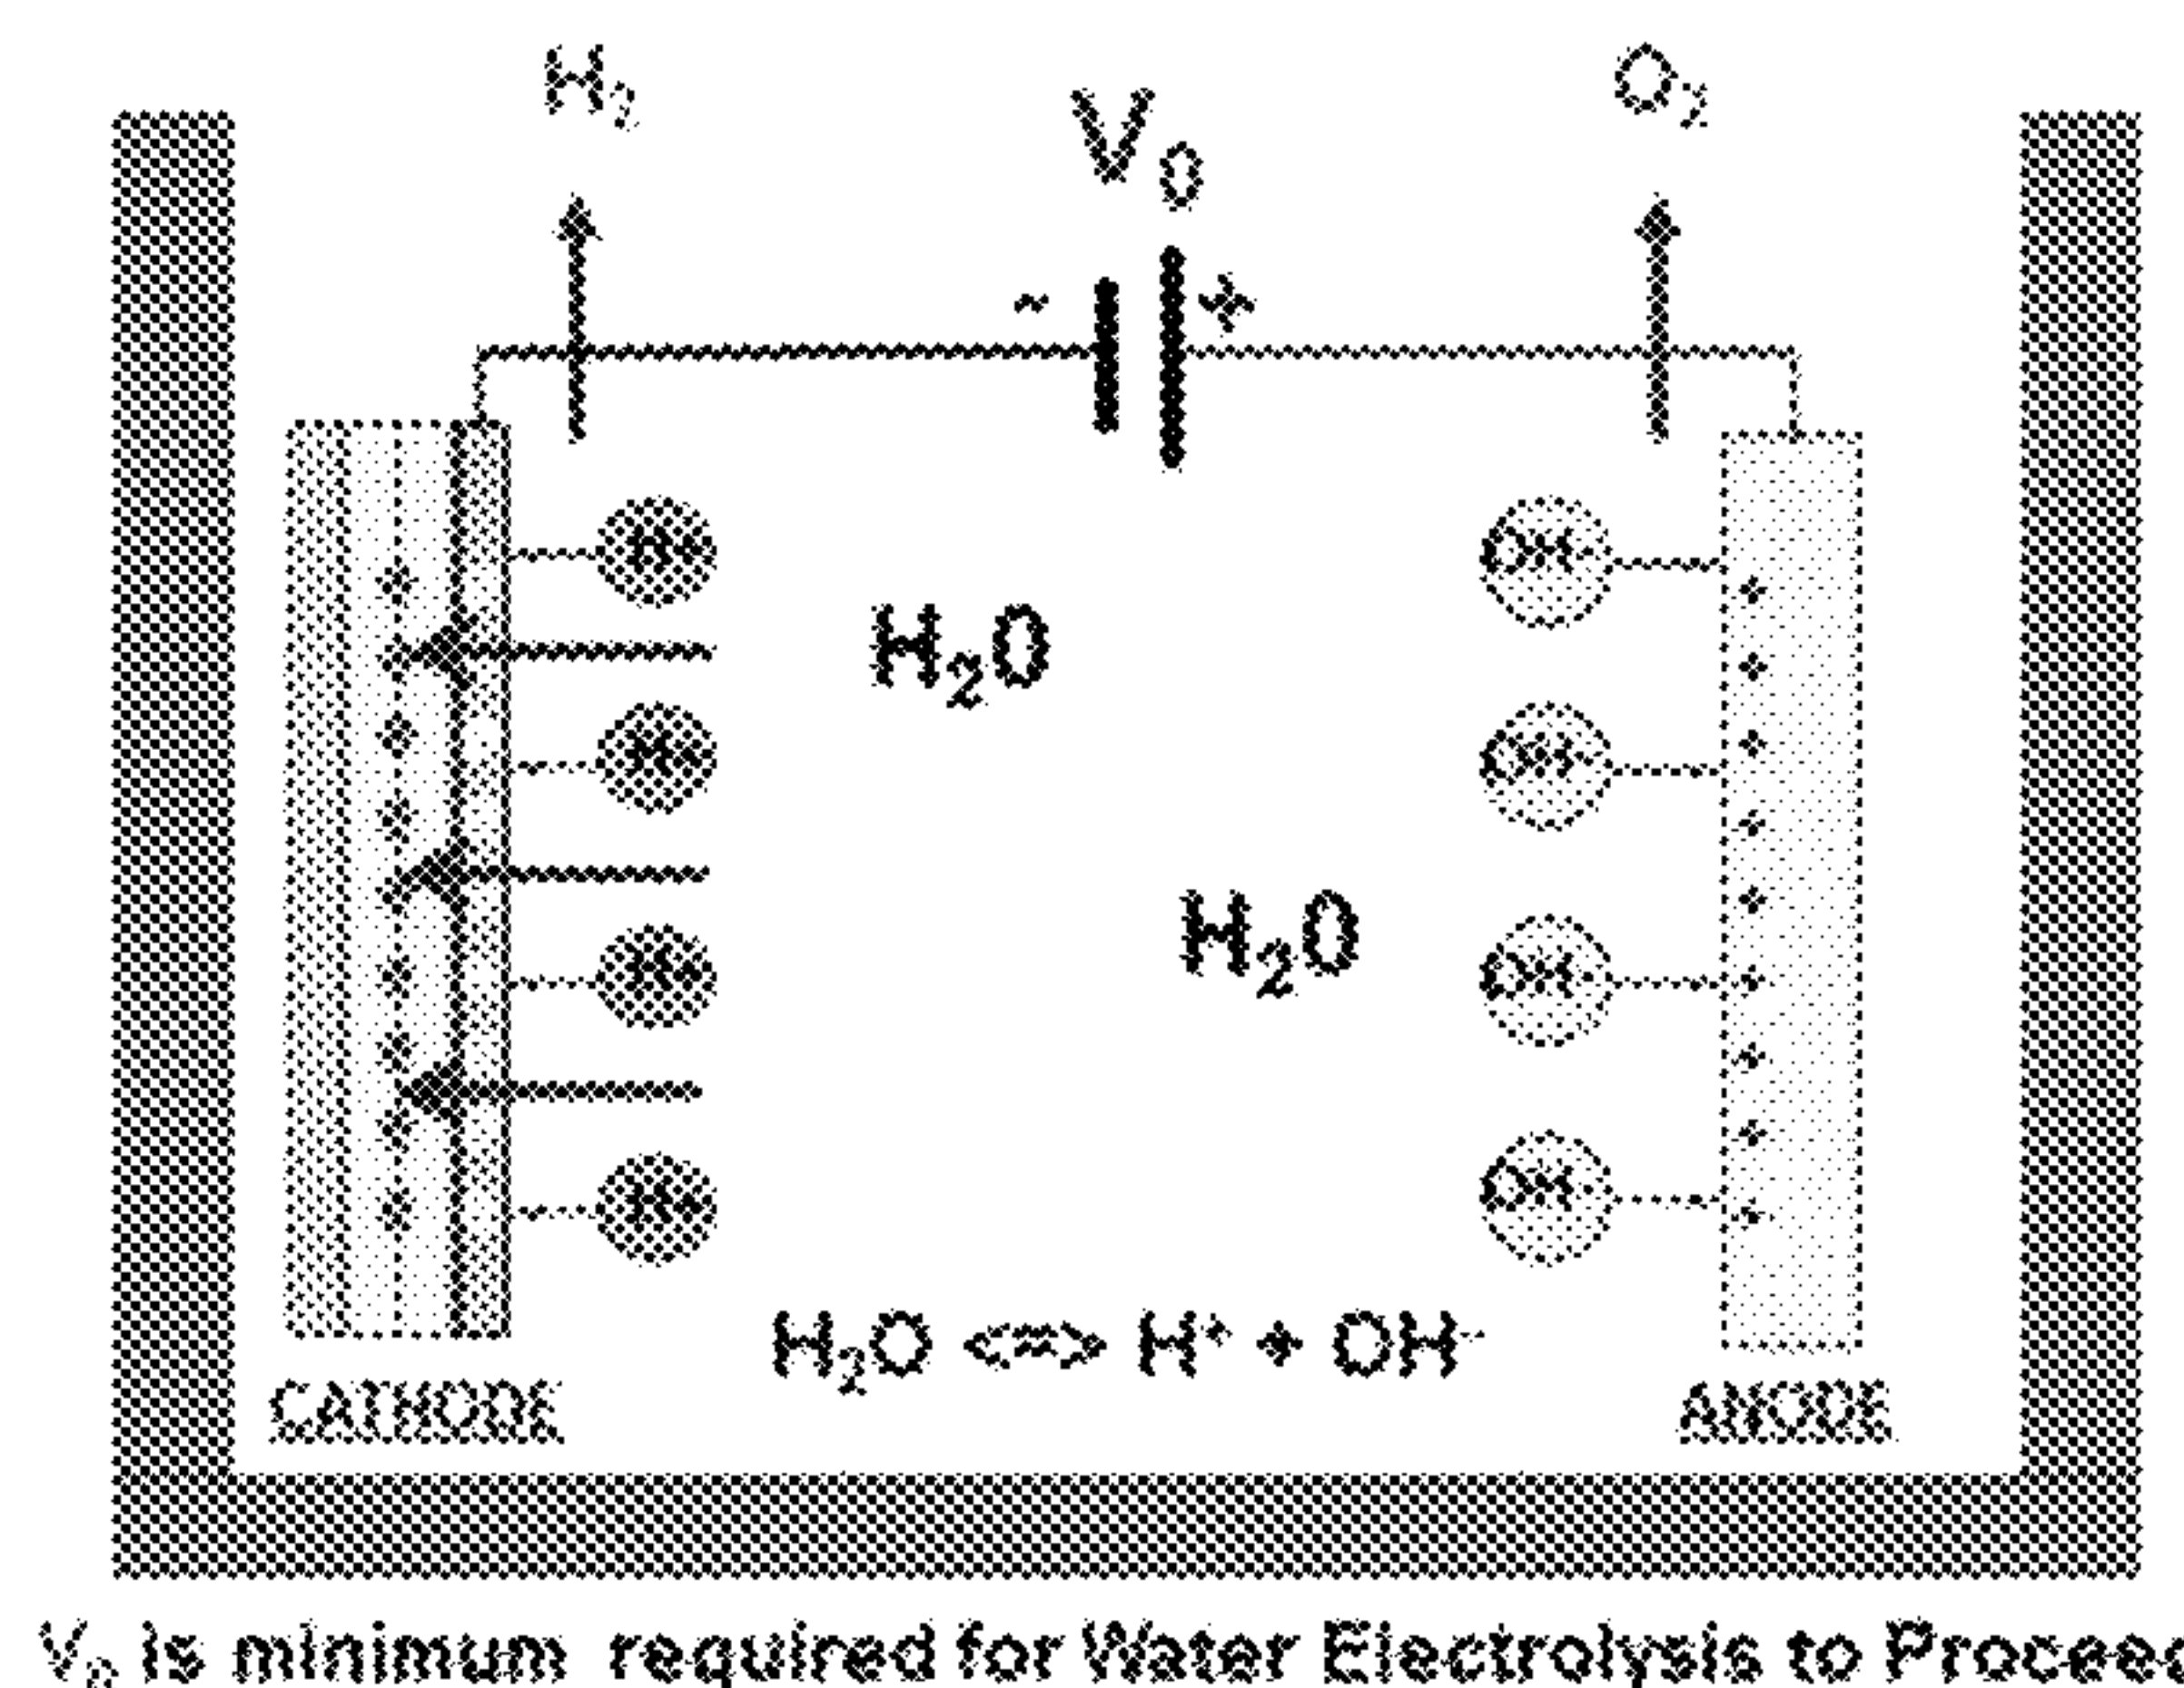 H₂
O₂
V₀
- +
H+
OH-
H₂O
H+
OH-
H₂O
H+
OH-
H+
OH-
H₂O <=> H⁺ + OH⁻
CATHODE
ANODE
V₀ is minimum required for Water Electrolysis to Proceed